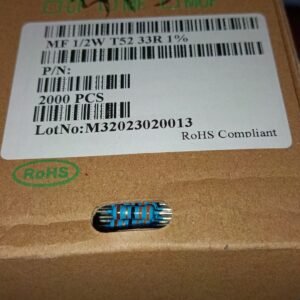 MF 1/2W T52 33R 1%
P/N:
2000 PCS
LotNo:M32023020013
RoHS Compliant
RoHS